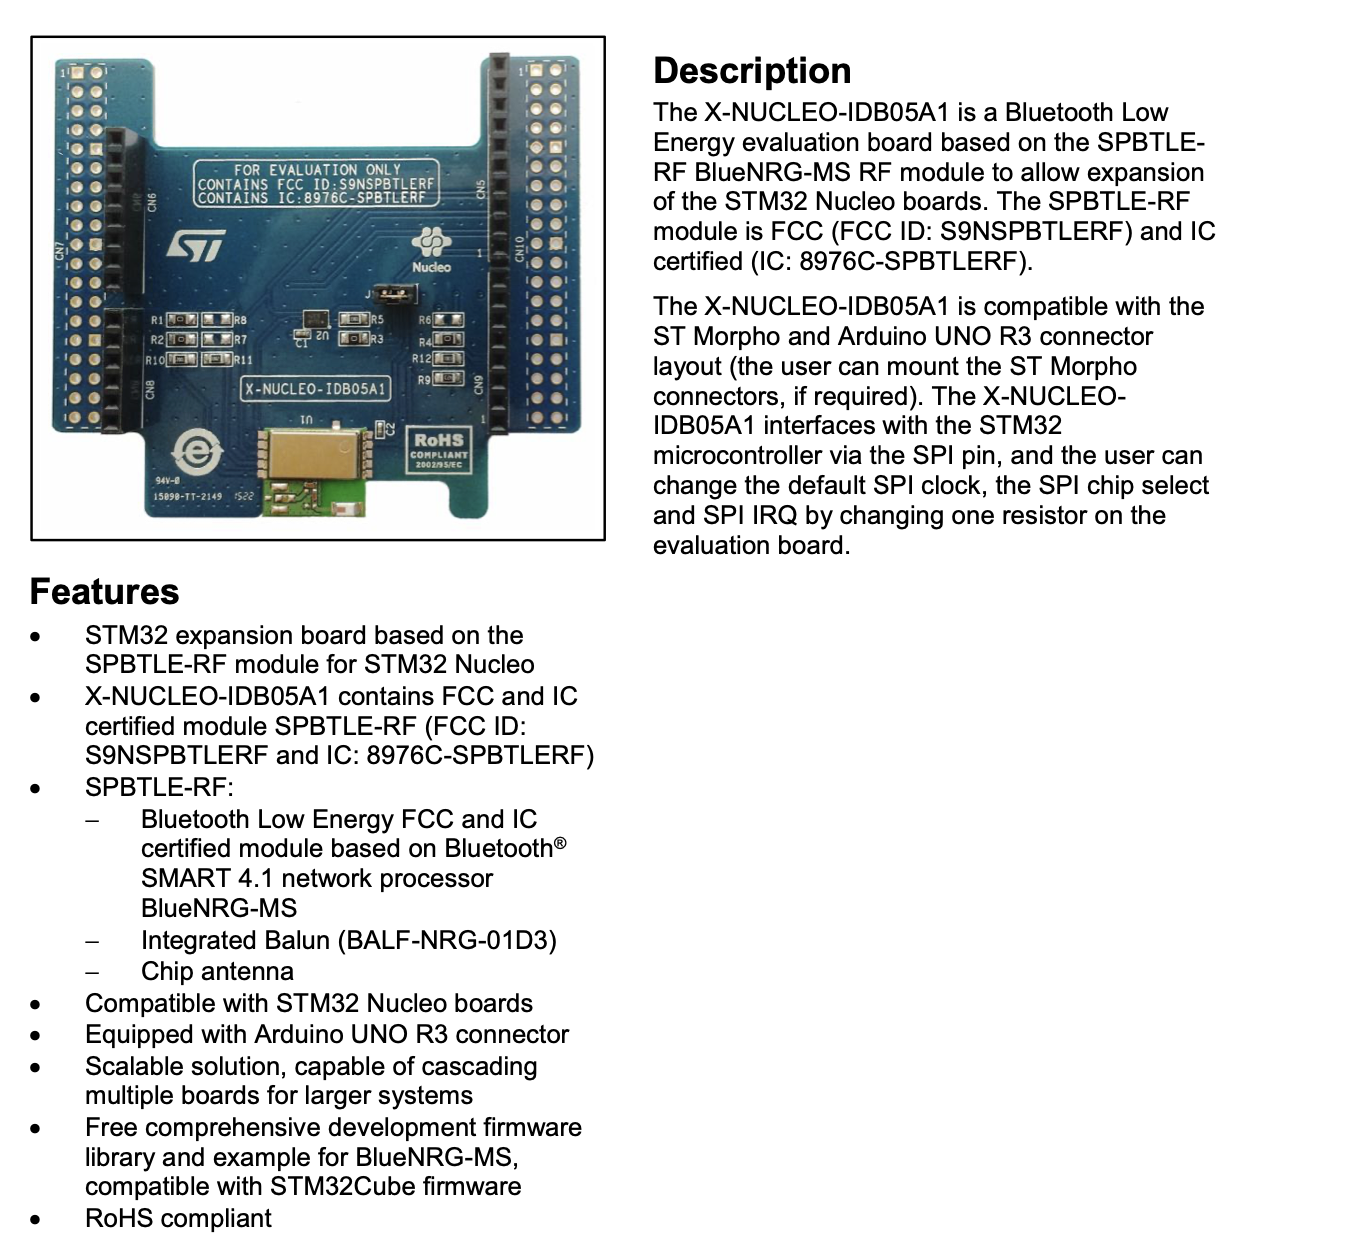 1
1
FOR EVALUATION ONLY
CONTAINS FCC ID:S9NSPBTLERF
CONTAINS IC:8976C-SPBTLERF
CN6
CN5
CN7
CN10
ST
Nucleo
1
J
R1
R8
R5
R6
R2
R7
C1
U2
R3
R4
R10
R11
R12
R9
CN8
CN9
X-NUCLEO-IDB05A1
U1
C2
1
e
RoHS
COMPLIANT
2002/95/EC
94V-0
15090-TT-2149 1522
Description
The X-NUCLEO-IDB05A1 is a Bluetooth Low
Energy evaluation board based on the SPBTLE-
RF BlueNRG-MS RF module to allow expansion
of the STM32 Nucleo boards. The SPBTLE-RF
module is FCC (FCC ID: S9NSPBTLERF) and IC
certified (IC: 8976C-SPBTLERF).
The X-NUCLEO-IDB05A1 is compatible with the
ST Morpho and Arduino UNO R3 connector
layout (the user can mount the ST Morpho
connectors, if required). The X-NUCLEO-
IDB05A1 interfaces with the STM32
microcontroller via the SPI pin, and the user can
change the default SPI clock, the SPI chip select
and SPI IRQ by changing one resistor on the
evaluation board.
Features
• STM32 expansion board based on the
SPBTLE-RF module for STM32 Nucleo
• X-NUCLEO-IDB05A1 contains FCC and IC
certified module SPBTLE-RF (FCC ID:
S9NSPBTLERF and IC: 8976C-SPBTLERF)
• SPBTLE-RF:
– Bluetooth Low Energy FCC and IC
certified module based on Bluetooth®
SMART 4.1 network processor
BlueNRG-MS
– Integrated Balun (BALF-NRG-01D3)
– Chip antenna
• Compatible with STM32 Nucleo boards
• Equipped with Arduino UNO R3 connector
• Scalable solution, capable of cascading
multiple boards for larger systems
• Free comprehensive development firmware
library and example for BlueNRG-MS,
compatible with STM32Cube firmware
• RoHS compliant